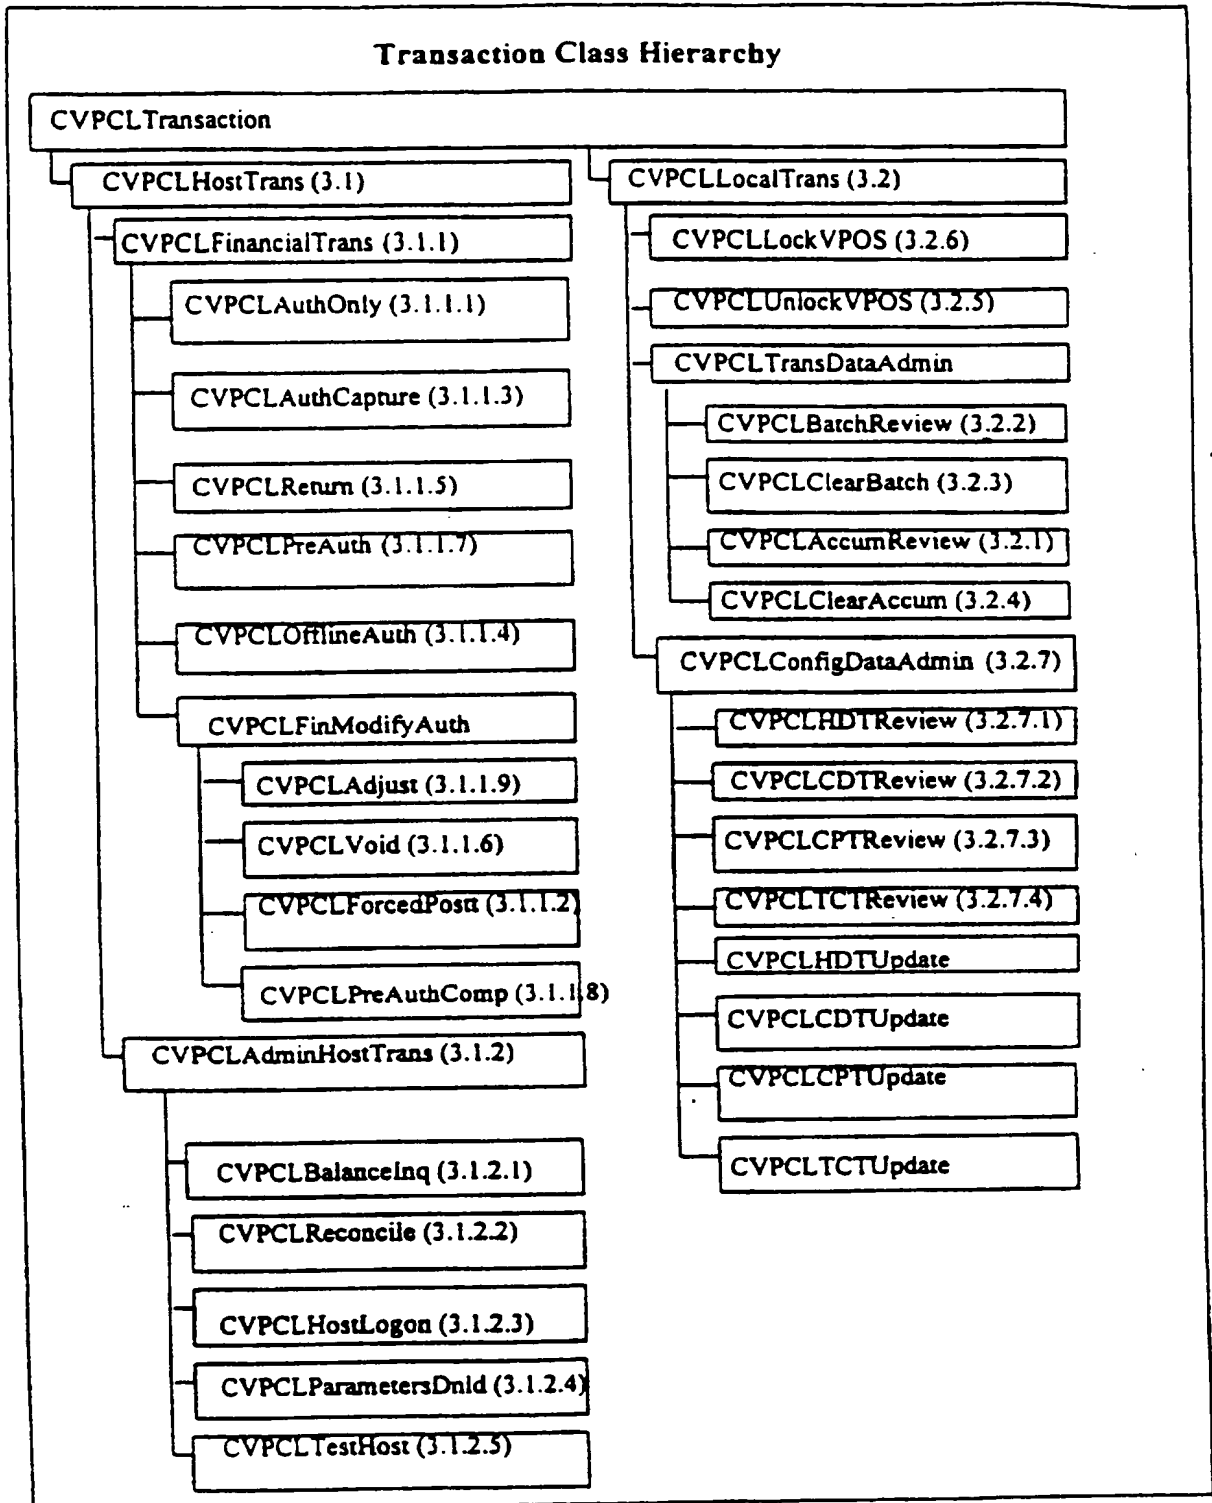 Transaction Class Hierarchy
CVPCLTransaction
CVPCLHostTrans (3.1)
CVPCLFinancialTrans (3.1.1)
CVPCLAuthOnly (3.1.1.1)
CVPCLAuthCapture (3.1.1.3)
CVPCLReturn (3.1.1.5)
CVPCLPreAuth (3.1.1.7)
CVPCLOfflineAuth (3.1.1.4)
CVPCLFinModifyAuth
CVPCLAdjust (3.1.1.9)
CVPCLVoid (3.1.1.6)
CVPCLForcedPostt (3.1.1.2)
CVPCLPreAuthComp (3.1.1.8)
CVPCLAdminHostTrans (3.1.2)
CVPCLBalanceInq (3.1.2.1)
CVPCLReconcile (3.1.2.2)
CVPCLHostLogon (3.1.2.3)
CVPCLParametersDnld (3.1.2.4)
CVPCLTestHost (3.1.2.5)
CVPCLLocalTrans (3.2)
CVPCLLockVPOS (3.2.6)
CVPCLUnlockVPOS (3.2.5)
CVPCLTransDataAdmin
CVPCLBatchReview (3.2.2)
CVPCLClearBatch (3.2.3)
CVPCLAccumReview (3.2.1)
CVPCLClearAccum (3.2.4)
CVPCLConfigDataAdmin (3.2.7)
CVPCLHDTReview (3.2.7.1)
CVPCLCDTReview (3.2.7.2)
CVPCLCPTReview (3.2.7.3)
CVPCLTCTReview (3.2.7.4)
CVPCLHDTUpdate
CVPCLCDTUpdate
CVPCLCPTUpdate
CVPCLTCTUpdate